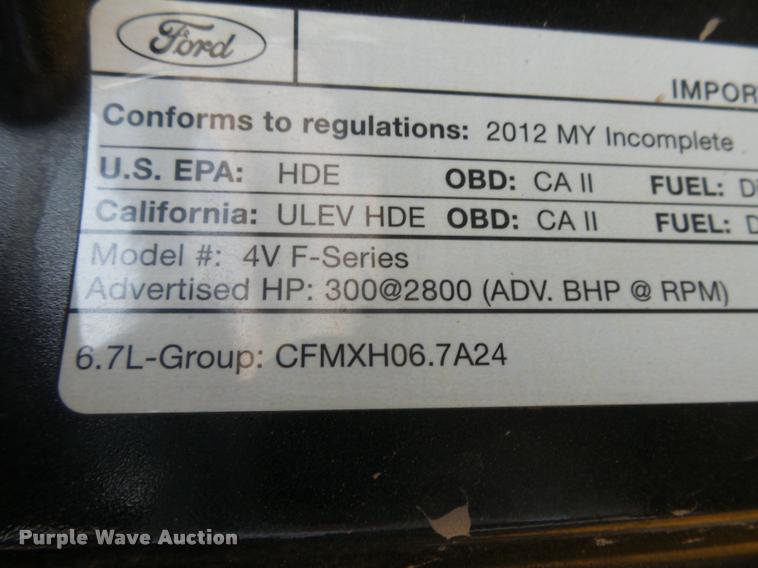 Ford
IMPOR
Conforms to regulations: 2012 MY Incomplete
U.S. EPA: HDE OBD: CA II FUEL: D
California: ULEV HDE OBD: CA II FUEL: D
Model #: 4V F-Series
Advertised HP: 300@2800 (ADV. BHP @ RPM)
6.7L-Group: CFMXH06.7A24
Purple Wave Auction